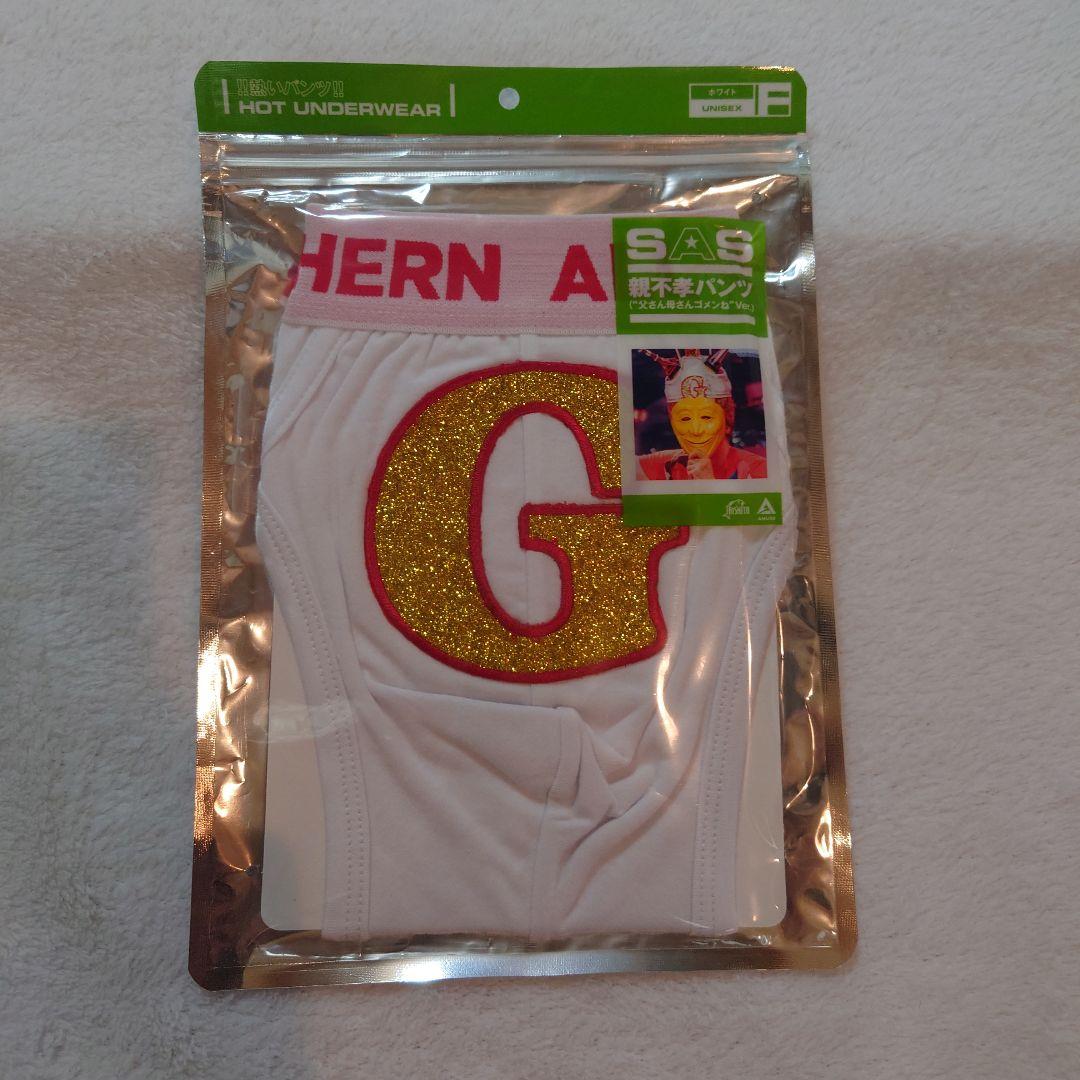 !!熱いパンツ!!
HOT UNDERWEAR
ホワイト
UNISEX
HERN A
SAS
親不孝パンツ
("父さん母さんゴメンね"Ver.)
G
G
AMUSE